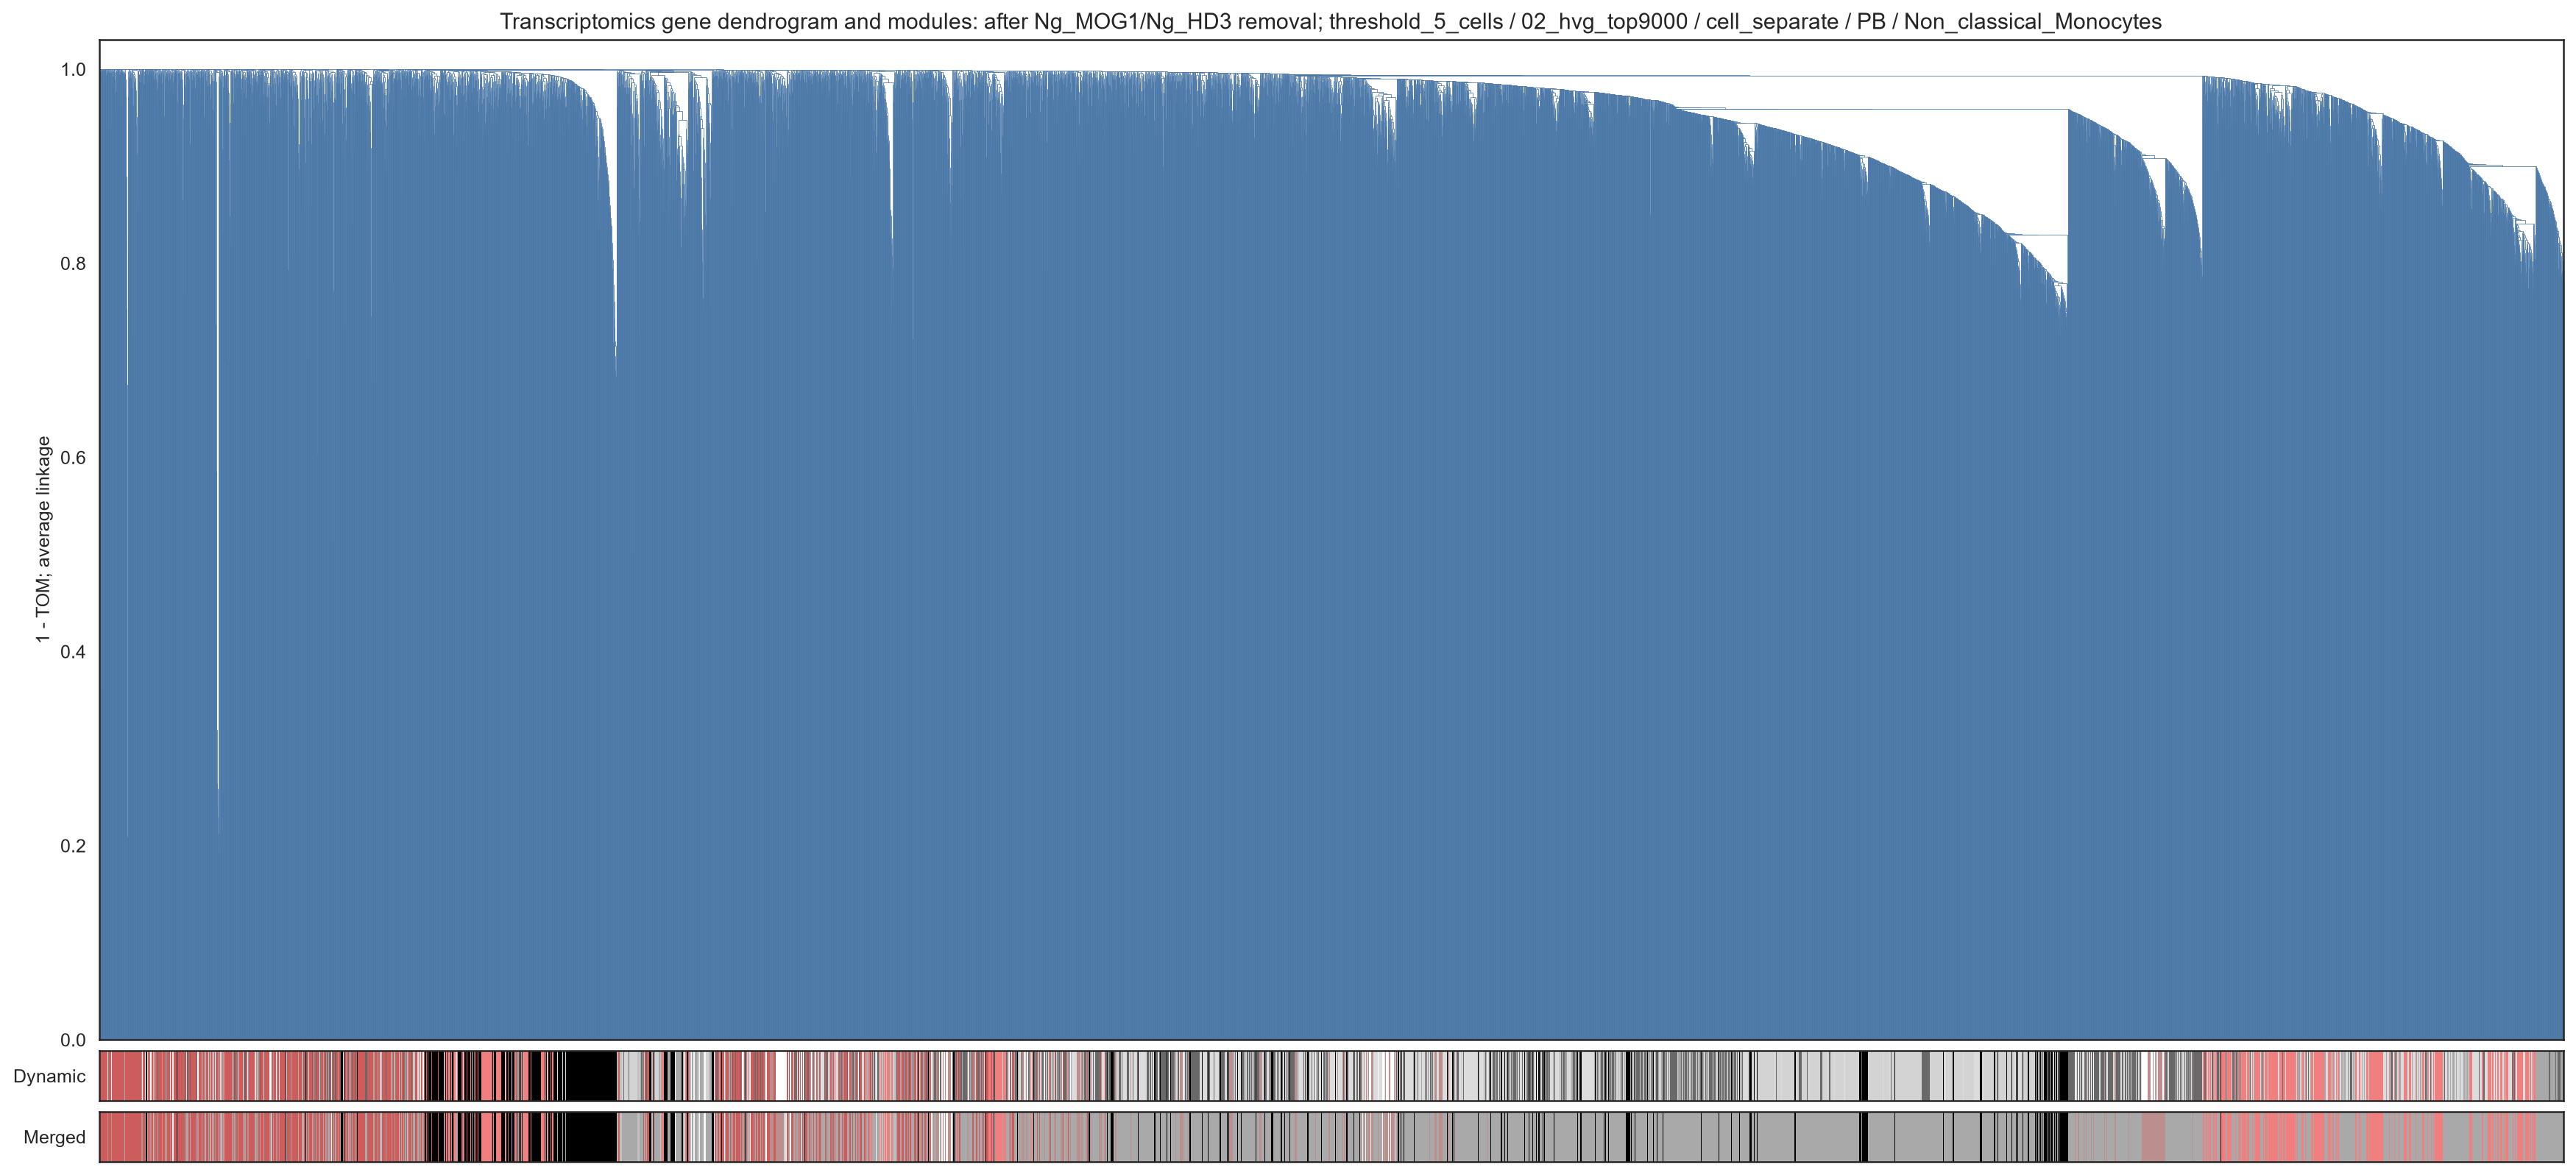 Transcriptomics gene dendrogram and modules: after Ng_MOG1/Ng_HD3 removal; threshold_5_cells / 02_hvg_top9000 / cell_separate / PB / Non_classical_Monocytes
1.0
0.8
0.6
0.4
0.2
0.0
1 - TOM; average linkage
Dynamic
Merged